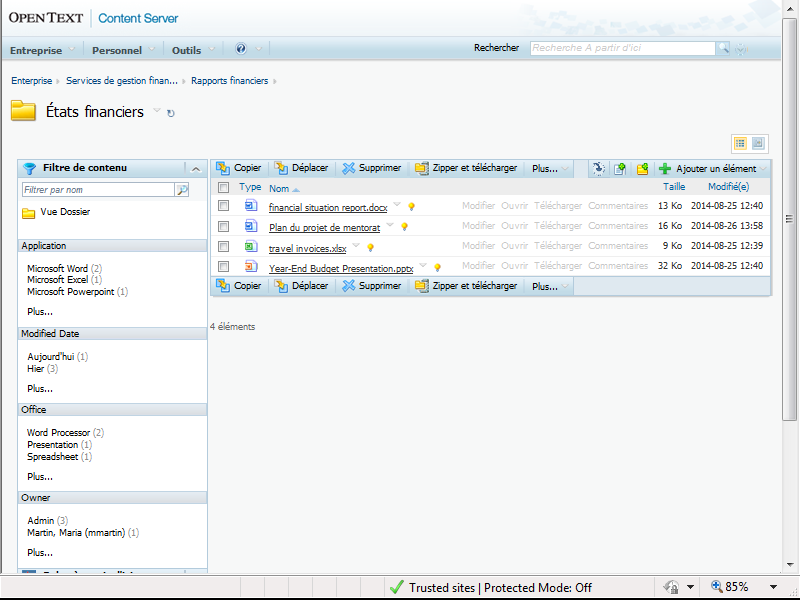 OPEN TEXT | Content Server
Entreprise Personnel Outils
Rechercher Recherche A partir d'ici
Entreprise Services de gestion finan... Rapports financiers
États financiers
Filtre de contenu
Filtrer par nom
Vue Dossier
Application
Microsoft Word (2)
Microsoft Excel (1)
Microsoft Powerpoint (1)
Plus...
Modified Date
Aujourd'hui (1)
Hier (3)
Plus...
Office
Word Processor (2)
Presentation (1)
Spreadsheet (1)
Plus...
Owner
Admin (3)
Martin, Maria (mmartin) (1)
Plus...
Copier Déplacer Supprimer Zipper et télécharger Plus... Ajouter un élément
Type Nom Taille Modifié(e)
financial situation report.docx Modifier Ouvrir Télécharger Commentaires 13 Ko 2014-08-25 12:40
Plan du projet de mentorat Modifier Ouvrir Télécharger Commentaires 16 Ko 2014-08-26 13:58
travel invoices.xlsx Modifier Ouvrir Télécharger Commentaires 9 Ko 2014-08-25 12:39
Year-End Budget Presentation.pptx Modifier Ouvrir Télécharger Commentaires 32 Ko 2014-08-25 12:40
Copier Déplacer Supprimer Zipper et télécharger Plus...
4 éléments
Trusted sites | Protected Mode: Off
85%